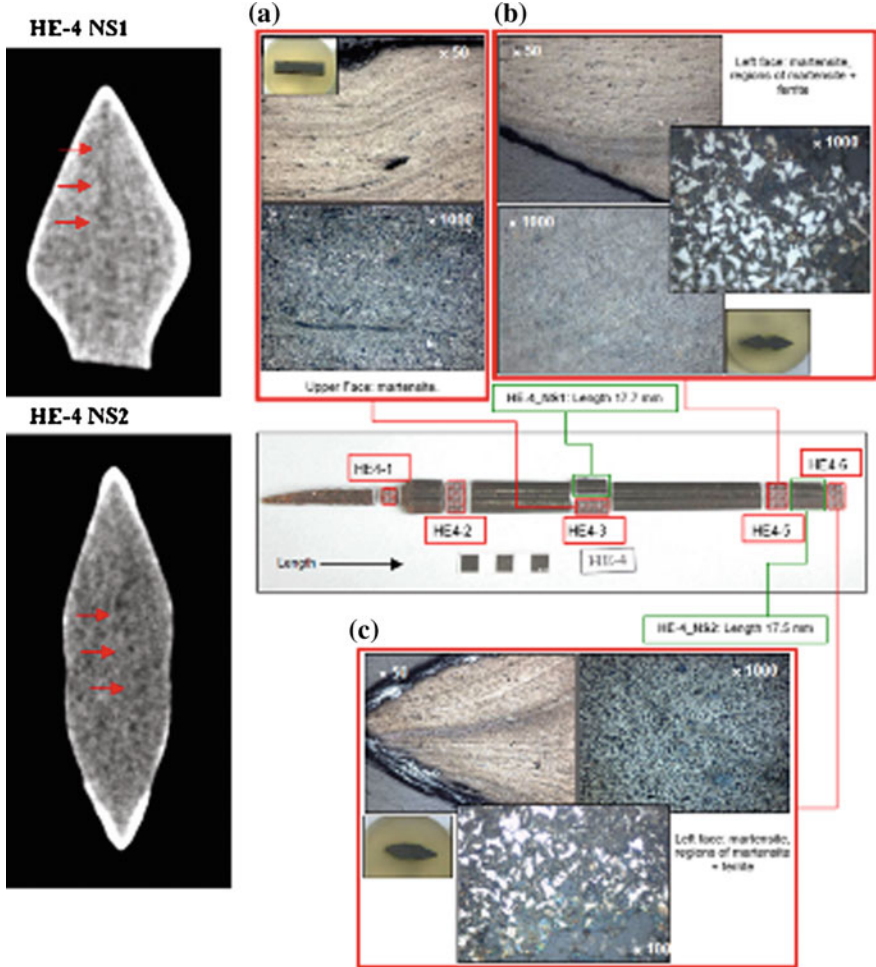 HE-4 NS1
HE-4 NS2
(a)
× 50
× 1000
Upper Face: martensite.
(b)
× 50
Left face: martensite,
regions of martensite +
ferrite
× 1000
× 1000
HE-4_NS1: Length 17.7 mm
HE4-1
HE4-2
HE4-3
HE4-5
HE4-6
Length
HE-4_NS2: Length 17.5 mm
(c)
× 50
× 1000
Left face: martensite,
regions of martensite
+ ferrite